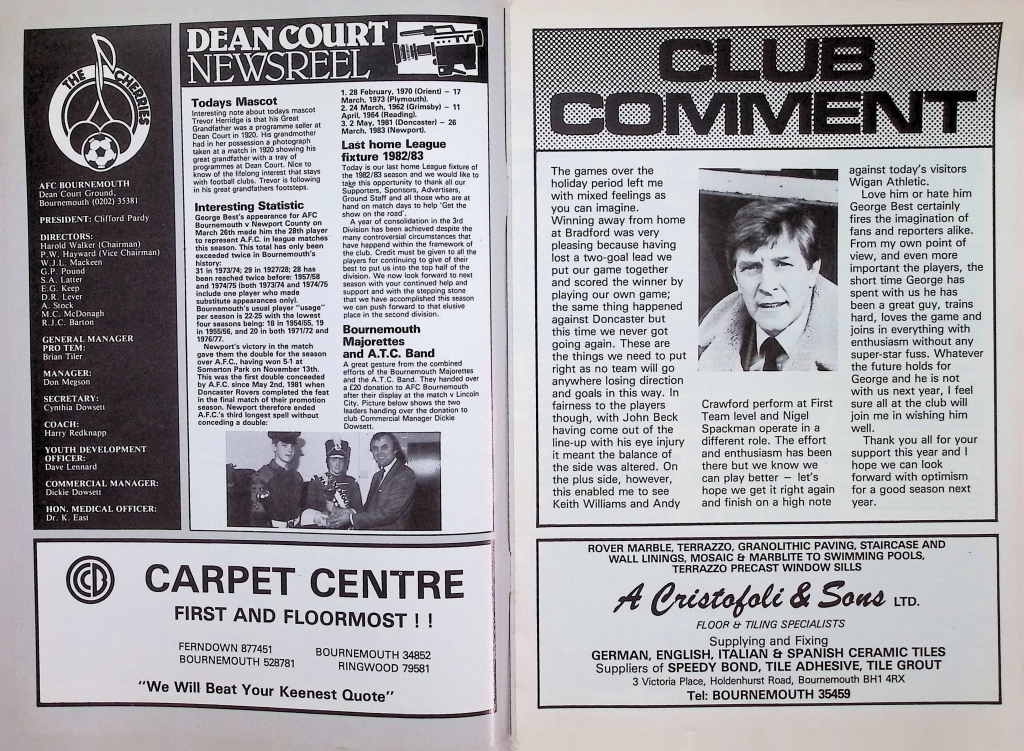 THE CHERRIES
AFC BOURNEMOUTH
Dean Court Ground,
Bournemouth (0202) 35381
PRESIDENT: Clifford Pardy
DIRECTORS:
Harold Walker (Chairman)
P.W. Hayward (Vice Chairman)
W.J.L. Mackeen
G.P. Pound
S.A. Latter
E.G. Keep
D.R. Lever
A. Stock
M.C. McDonagh
R.J.C. Barton
GENERAL MANAGER
PRO TEM:
Brian Tiler
MANAGER:
Don Megson
SECRETARY:
Cynthia Dowsett
COACH:
Harry Redknapp
YOUTH DEVELOPMENT
OFFICER:
Dave Lennard
COMMERCIAL MANAGER:
Dickie Dowsett
HON. MEDICAL OFFICER:
Dr. K. East
DEAN COURT
NEWSREEL
TV
Todays Mascot
Interesting note about todays mascot
Trevor Herridge is that his Great
Grandfather was a programme seller at
Dean Court in 1920. His grandmother
had in her possession a photograph
taken at a match in 1920 showing his
great grandfather with a tray of
programmes at Dean Court. Nice to
know of the lifelong interest that stays
with football clubs. Trevor is following
in his great grandfathers footsteps.
Interesting Statistic
George Best's appearance for AFC
Bournemouth v Newport County on
March 26th made him the 28th player
to represent A.F.C. in league matches
this season. This total has only been
exceeded twice in Bournemouth's
history:
31 in 1973/74; 29 in 1927/28; 28 has
been reached twice before: 1957/58
and 1974/75 (both 1973/74 and 1974/75
include one player who made
substitute appearances only).
Bournemouth's usual player "usage"
per season is 22-25 with the lowest
four seasons being: 18 in 1954/55, 19
in 1955/56, and 20 in both 1971/72 and
1976/77.
Newport's victory in the match
gave them the double for the season
over A.F.C., having won 5-1 at
Somerton Park on November 13th.
This was the first double conceded
by A.F.C. since May 2nd, 1981 when
Doncaster Rovers completed the feat
in the final match of their promotion
season. Newport therefore ended
A.F.C.'s third longest spell without
conceding a double:
1. 28 February, 1970 (Orient) – 17
March, 1973 (Plymouth).
2. 24 March, 1962 (Grimsby) – 11
April, 1964 (Reading).
3. 2 May, 1981 (Doncaster) – 26
March, 1983 (Newport).
Last home League
fixture 1982/83
Today is our last home League fixture of
the 1982/83 season and we would like to
take this opportunity to thank all our
Supporters, Sponsors, Advertisers,
Ground Staff and all those who are at
hand on match days to help 'Get the
show on the road'.
A year of consolidation in the 3rd
Division has been achieved despite the
many controversial circumstances that
have happend within the framework of
the club. Credit must be given to all the
players for continuing to give of their
best to put us into the top half of the
division. We now look forward to next
season with your continued help and
support and with the stepping stone
that we have accomplished this season
we can push forward to that elusive
place in the second division.
Bournemouth
Majorettes
and A.T.C. Band
A great gesture from the combined
efforts of the Bournemouth Majorettes
and the A.T.C. Band. They handed over
a £20 donation to AFC Bournemouth
after their display at the match v Lincoln
City. Picture below shows the two
leaders handing over the donation to
club Commercial Manager Dickie
Dowsett.
CCB
CARPET CENTRE
FIRST AND FLOORMOST ! !
FERNDOWN 877451
BOURNEMOUTH 528781
BOURNEMOUTH 34852
RINGWOOD 79581
"We Will Beat Your Keenest Quote"
CLUB
COMMENT
The games over the
holiday period left me
with mixed feelings as
you can imagine.
Winning away from home
at Bradford was very
pleasing because having
lost a two-goal lead we
put our game together
and scored the winner by
playing our own game;
the same thing happened
against Doncaster but
this time we never got
going again. These are
the things we need to put
right as no team will go
anywhere losing direction
and goals in this way. In
fairness to the players
though, with John Beck
having come out of the
line-up with his eye injury
it meant the balance of
the side was altered. On
the plus side, however,
this enabled me to see
Keith Williams and Andy
Crawford perform at First
Team level and Nigel
Spackman operate in a
different role. The effort
and enthusiasm has been
there but we know we
can play better – let's
hope we get it right again
and finish on a high note
against today's visitors
Wigan Athletic.
Love him or hate him
George Best certainly
fires the imagination of
fans and reporters alike.
From my own point of
view, and even more
important the players, the
short time George has
spent with us he has
been a great guy, trains
hard, loves the game and
joins in everything with
enthusiasm without any
super-star fuss. Whatever
the future holds for
George and he is not
with us next year, I feel
sure all at the club will
join me in wishing him
well.
Thank you all for your
support this year and I
hope we can look
forward with optimism
for a good season next
year.
ROVER MARBLE, TERRAZZO, GRANOLITHIC PAVING, STAIRCASE AND
WALL LININGS, MOSAIC & MARBLITE TO SWIMMING POOLS,
TERRAZZO PRECAST WINDOW SILLS
A Cristofoli & Sons LTD.
FLOOR & TILING SPECIALISTS
Supplying and Fixing
GERMAN, ENGLISH, ITALIAN & SPANISH CERAMIC TILES
Suppliers of SPEEDY BOND, TILE ADHESIVE, TILE GROUT
3 Victoria Place, Holdenhurst Road, Bournemouth BH1 4RX
Tel: BOURNEMOUTH 35459